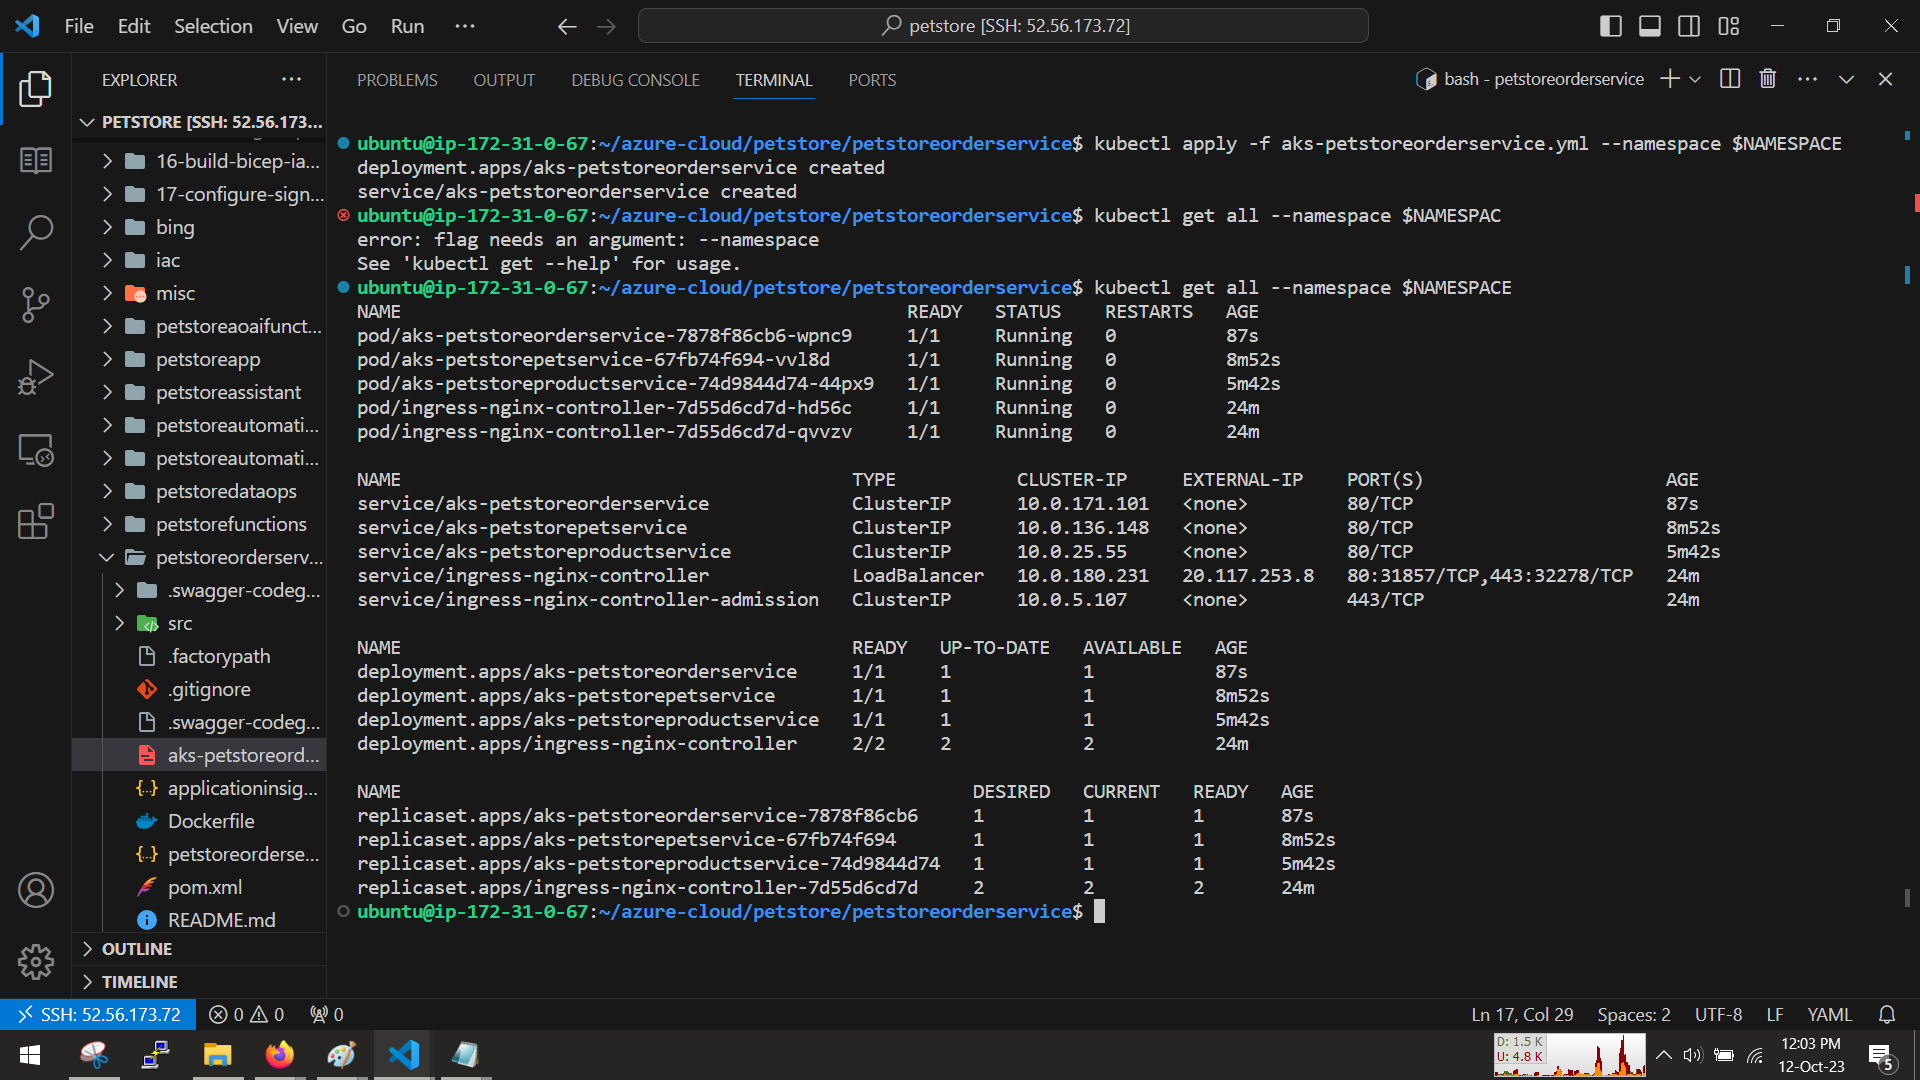 File Edit Selection View Go Run ···
petstore [SSH: 52.56.173.72]
EXPLORER ···
PETSTORE [SSH: 52.56.173...
16-build-bicep-ia...
17-configure-sign...
bing
iac
misc
petstoreaoaifunct...
petstoreapp
petstoreassistant
petstoreautomati...
petstoreautomati...
petstoredataops
petstorefunctions
petstoreorderserv...
.swagger-codeg...
src
.factorypath
.gitignore
.swagger-codeg...
aks-petstoreord...
applicationinsig...
Dockerfile
petstoreorderse...
pom.xml
README.md
OUTLINE
TIMELINE
PROBLEMS OUTPUT DEBUG CONSOLE TERMINAL PORTS
bash - petstoreorderservice
ubuntu@ip-172-31-0-67:~/azure-cloud/petstore/petstoreorderservice$ kubectl apply -f aks-petstoreorderservice.yml --namespace $NAMESPACE
deployment.apps/aks-petstoreorderservice created
service/aks-petstoreorderservice created
ubuntu@ip-172-31-0-67:~/azure-cloud/petstore/petstoreorderservice$ kubectl get all --namespace $NAMESPAC
error: flag needs an argument: --namespace
See 'kubectl get --help' for usage.
ubuntu@ip-172-31-0-67:~/azure-cloud/petstore/petstoreorderservice$ kubectl get all --namespace $NAMESPACE
NAME READY STATUS RESTARTS AGE
pod/aks-petstoreorderservice-7878f86cb6-wpnc9 1/1 Running 0 87s
pod/aks-petstorepetservice-67fb74f694-vvl8d 1/1 Running 0 8m52s
pod/aks-petstoreproductservice-74d9844d74-44px9 1/1 Running 0 5m42s
pod/ingress-nginx-controller-7d55d6cd7d-hd56c 1/1 Running 0 24m
pod/ingress-nginx-controller-7d55d6cd7d-qvvzv 1/1 Running 0 24m
NAME TYPE CLUSTER-IP EXTERNAL-IP PORT(S) AGE
service/aks-petstoreorderservice ClusterIP 10.0.171.101 <none> 80/TCP 87s
service/aks-petstorepetservice ClusterIP 10.0.136.148 <none> 80/TCP 8m52s
service/aks-petstoreproductservice ClusterIP 10.0.25.55 <none> 80/TCP 5m42s
service/ingress-nginx-controller LoadBalancer 10.0.180.231 20.117.253.8 80:31857/TCP,443:32278/TCP 24m
service/ingress-nginx-controller-admission ClusterIP 10.0.5.107 <none> 443/TCP 24m
NAME READY UP-TO-DATE AVAILABLE AGE
deployment.apps/aks-petstoreorderservice 1/1 1 1 87s
deployment.apps/aks-petstorepetservice 1/1 1 1 8m52s
deployment.apps/aks-petstoreproductservice 1/1 1 1 5m42s
deployment.apps/ingress-nginx-controller 2/2 2 2 24m
NAME DESIRED CURRENT READY AGE
replicaset.apps/aks-petstoreorderservice-7878f86cb6 1 1 1 87s
replicaset.apps/aks-petstorepetservice-67fb74f694 1 1 1 8m52s
replicaset.apps/aks-petstoreproductservice-74d9844d74 1 1 1 5m42s
replicaset.apps/ingress-nginx-controller-7d55d6cd7d 2 2 2 24m
ubuntu@ip-172-31-0-67:~/azure-cloud/petstore/petstoreorderservice$
SSH: 52.56.173.72 0 0 0 Ln 17, Col 29 Spaces: 2 UTF-8 LF YAML
D: 1.5 K
U: 4.8 K
12:03 PM
12-Oct-23
5